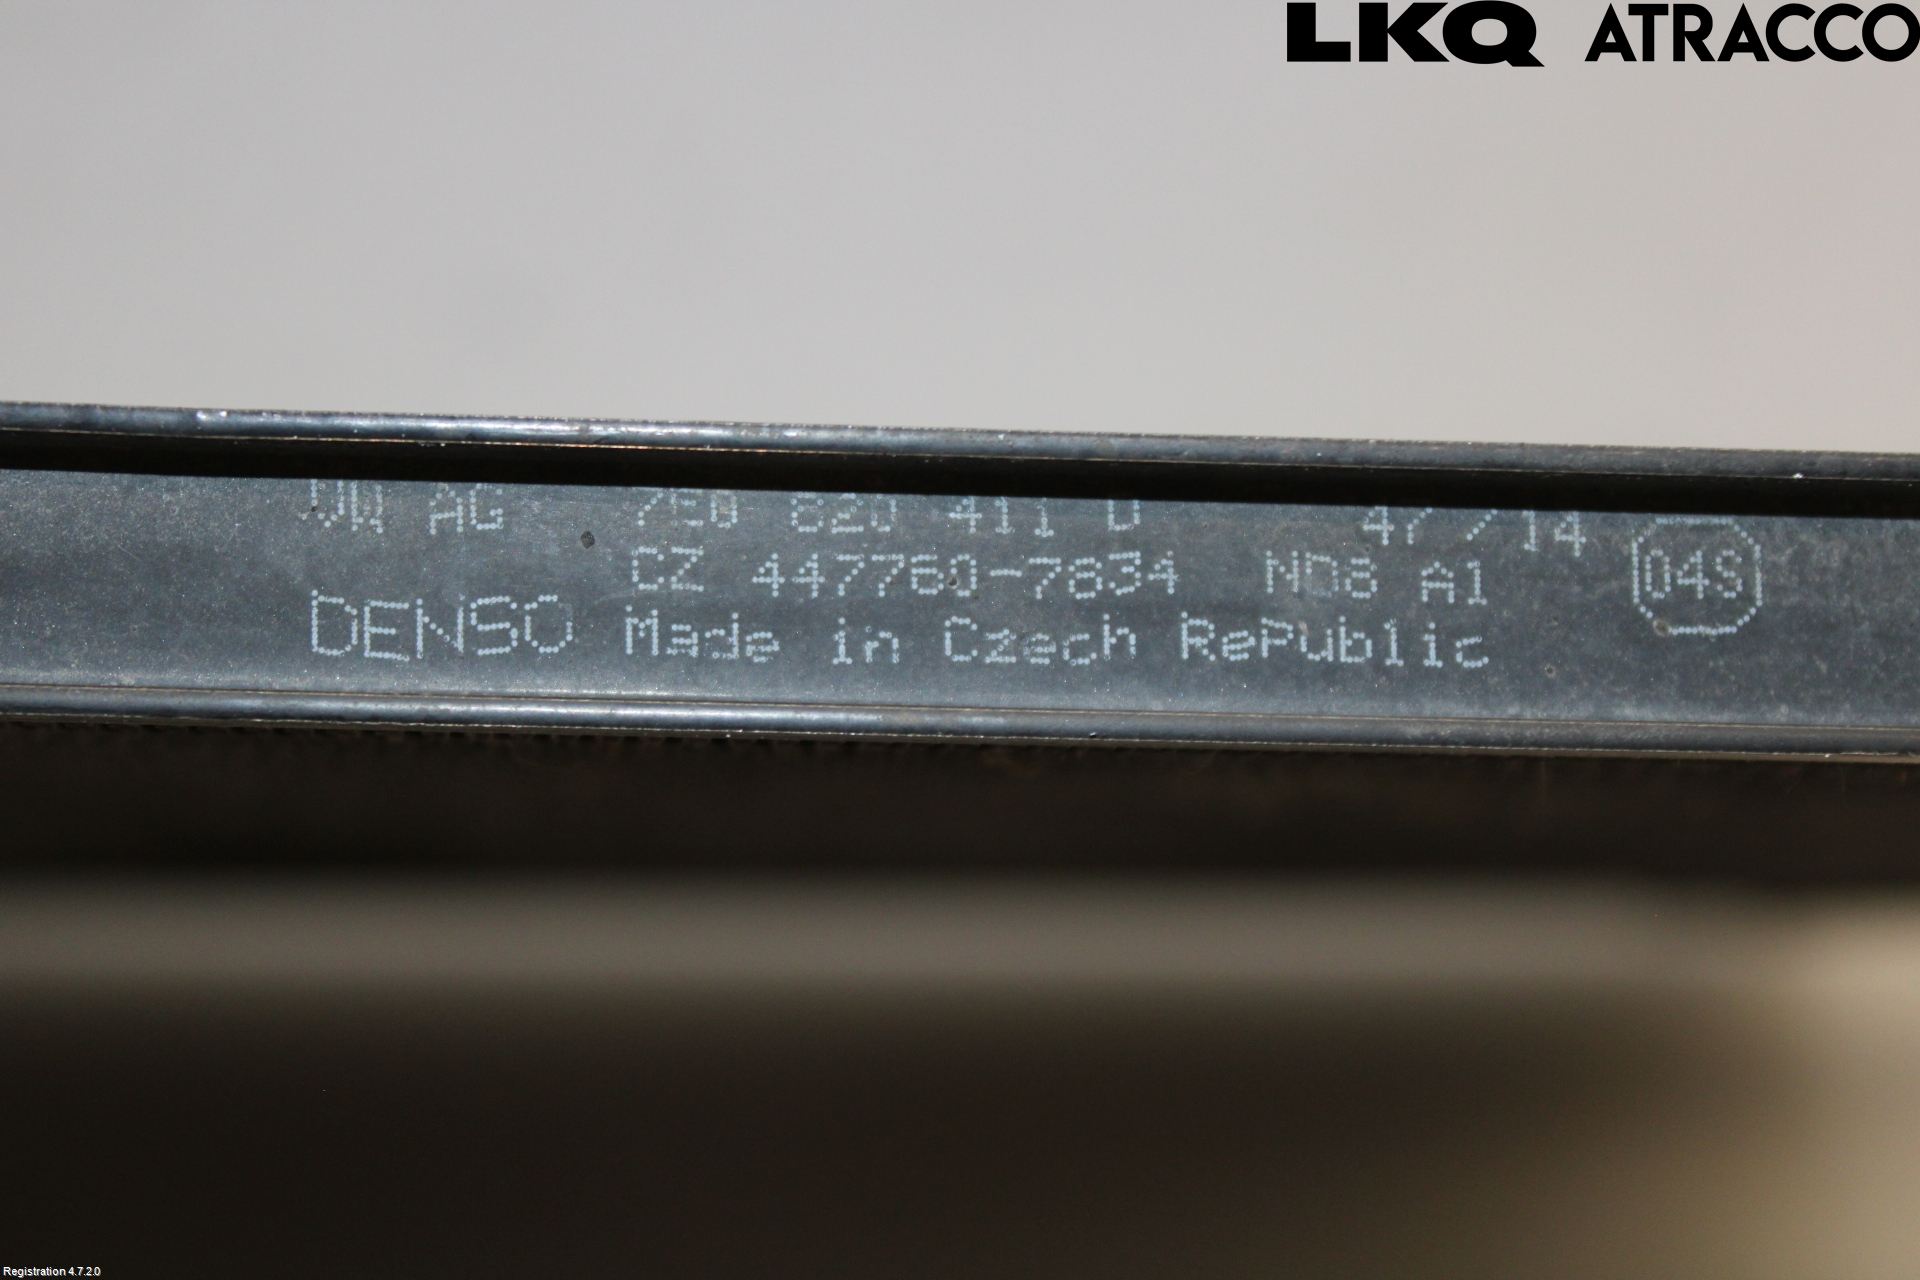 LKQ ATRACCO
VW AG 7E0 820 411 D 47/14
CZ 447760-7834 ND8 A1 04S
DENSO Made in Czech RePublic
Registration 4.7.2.0